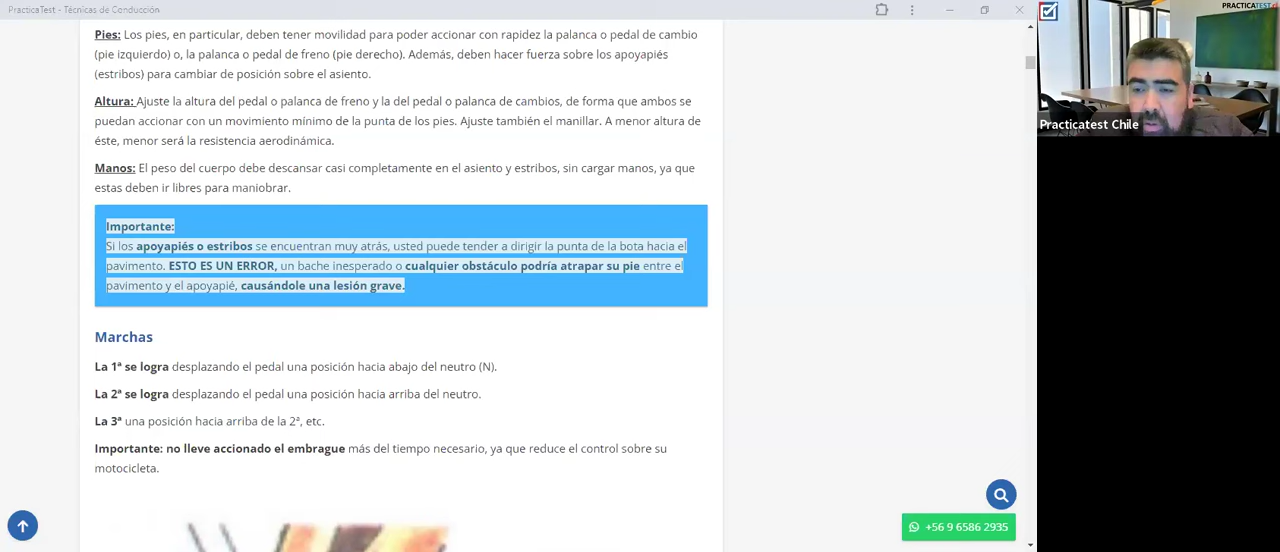 PracticaTest - Técnicas de Conducción
Pies: Los pies, en particular, deben tener movilidad para poder accionar con rapidez la palanca o pedal de cambio
(pie izquierdo) o, la palanca o pedal de freno (pie derecho). Además, deben hacer fuerza sobre los apoyapiés
(estribos) para cambiar de posición sobre el asiento.
Altura: Ajuste la altura del pedal o palanca de freno y la del pedal o palanca de cambios, de forma que ambos se
puedan accionar con un movimiento mínimo de la punta de los pies. Ajuste también el manillar. A menor altura de
éste, menor será la resistencia aerodinámica.
Manos: El peso del cuerpo debe descansar casi completamente en el asiento y estribos, sin cargar manos, ya que
estas deben ir libres para maniobrar.
Importante:
Si los apoyapiés o estribos se encuentran muy atrás, usted puede tender a dirigir la punta de la bota hacia el
pavimento. ESTO ES UN ERROR, un bache inesperado o cualquier obstáculo podría atrapar su pie entre el
pavimento y el apoyapié, causándole una lesión grave.
Marchas
La 1ª se logra desplazando el pedal una posición hacia abajo del neutro (N).
La 2ª se logra desplazando el pedal una posición hacia arriba del neutro.
La 3ª una posición hacia arriba de la 2ª, etc.
Importante: no lleve accionado el embrague más del tiempo necesario, ya que reduce el control sobre su
motocicleta.
+56 9 6586 2935
PRACTICATEST.cl
Practicatest Chile